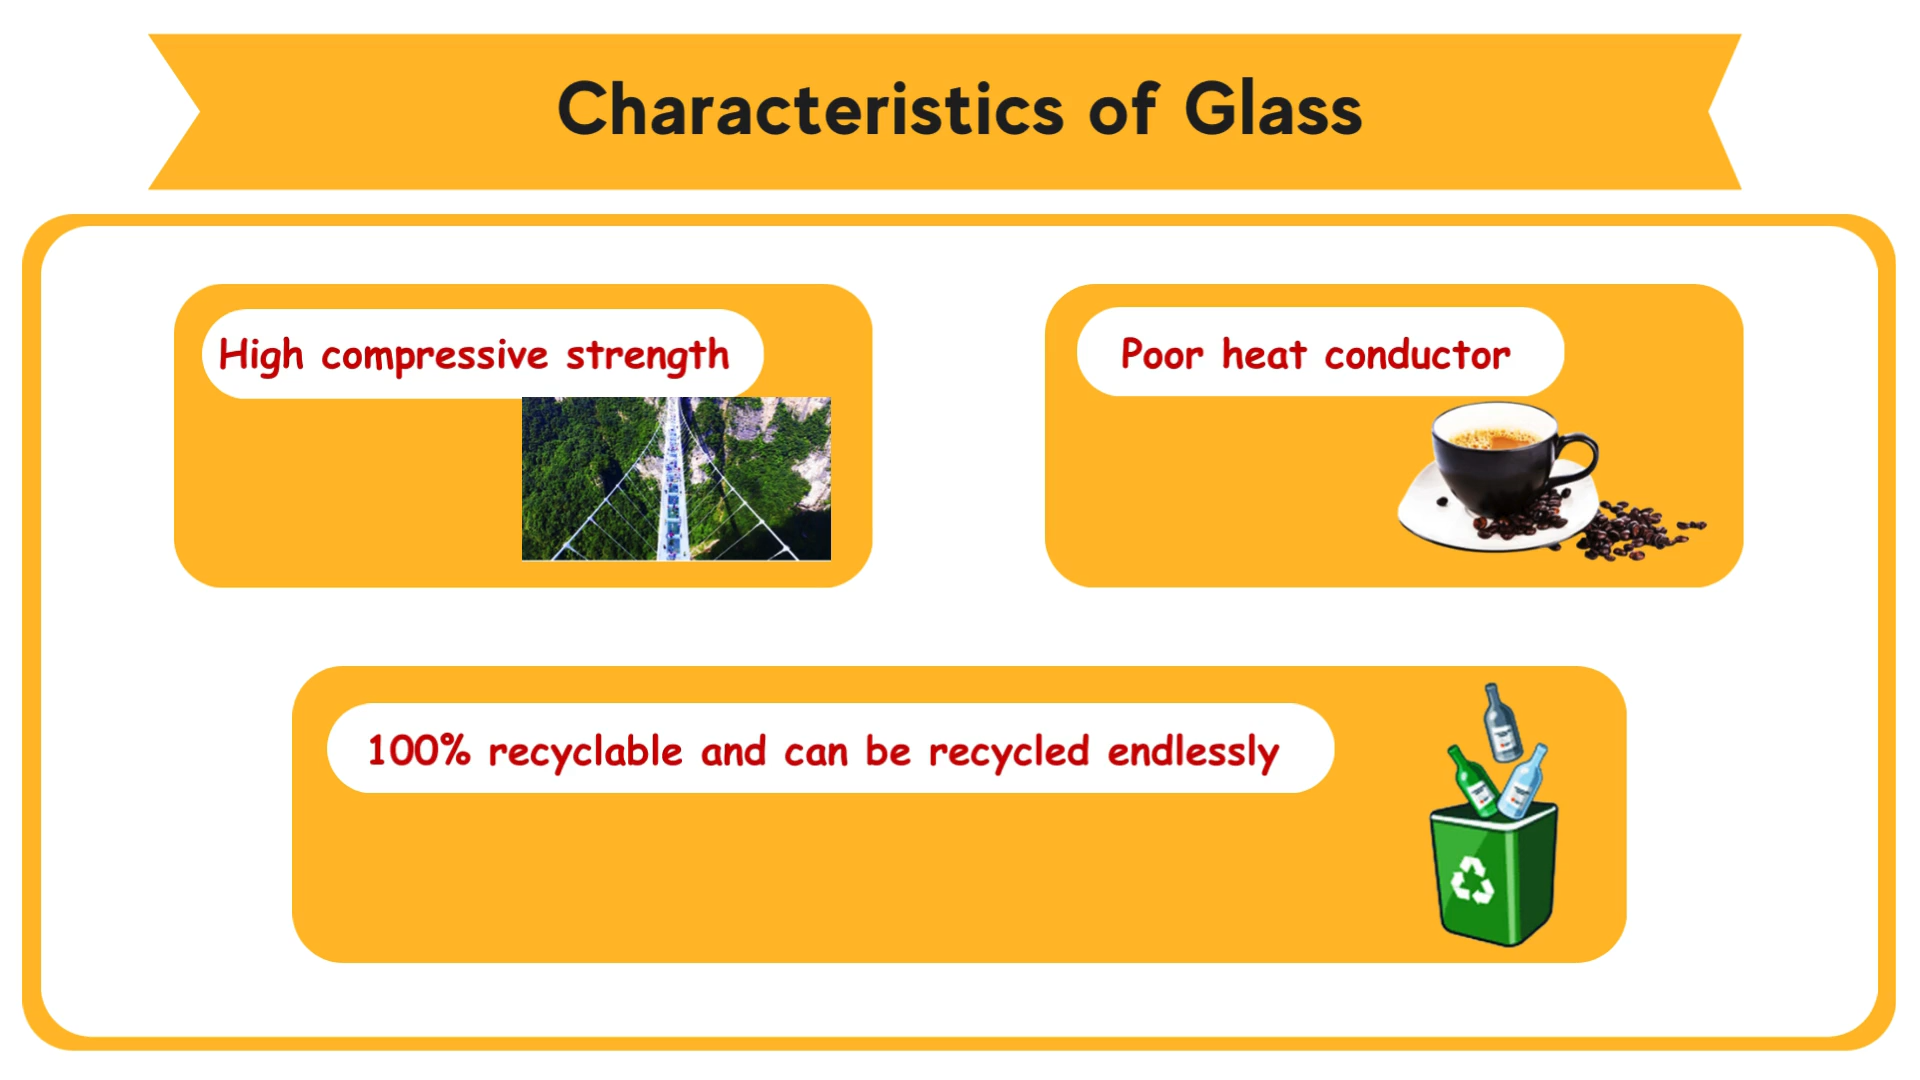 Characteristics of Glass
High compressive strength
Poor heat conductor
100% recyclable and can be recycled endlessly